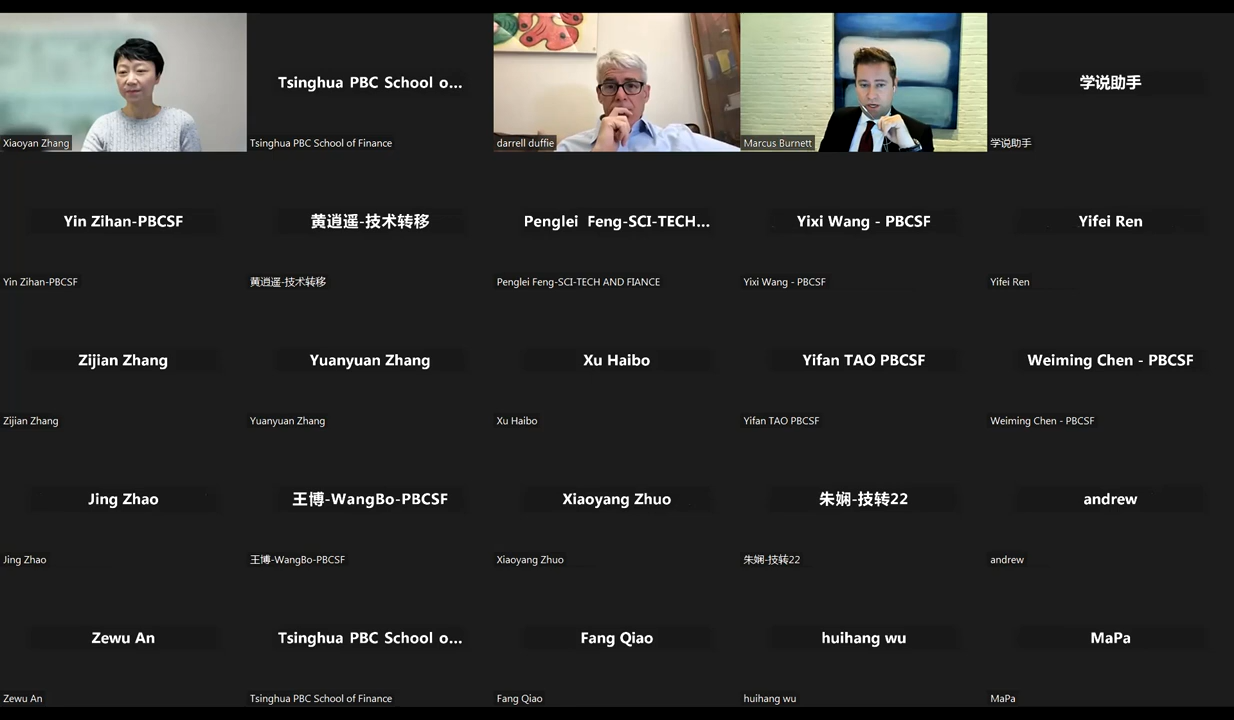 Xiaoyan Zhang
Tsinghua PBC School o...
Tsinghua PBC School of Finance
darrell duffie
Marcus Burnett
学说助手
学说助手
Yin Zihan-PBCSF
Yin Zihan-PBCSF
黄逍遥-技术转移
黄逍遥-技术转移
Penglei Feng-SCI-TECH...
Penglei Feng-SCI-TECH AND FIANCE
Yixi Wang - PBCSF
Yixi Wang - PBCSF
Yifei Ren
Yifei Ren
Zijian Zhang
Zijian Zhang
Yuanyuan Zhang
Yuanyuan Zhang
Xu Haibo
Xu Haibo
Yifan TAO PBCSF
Yifan TAO PBCSF
Weiming Chen - PBCSF
Weiming Chen - PBCSF
Jing Zhao
Jing Zhao
王博-WangBo-PBCSF
王博-WangBo-PBCSF
Xiaoyang Zhuo
Xiaoyang Zhuo
朱娴-技转22
朱娴-技转22
andrew
andrew
Zewu An
Zewu An
Tsinghua PBC School o...
Tsinghua PBC School of Finance
Fang Qiao
Fang Qiao
huihang wu
huihang wu
MaPa
MaPa